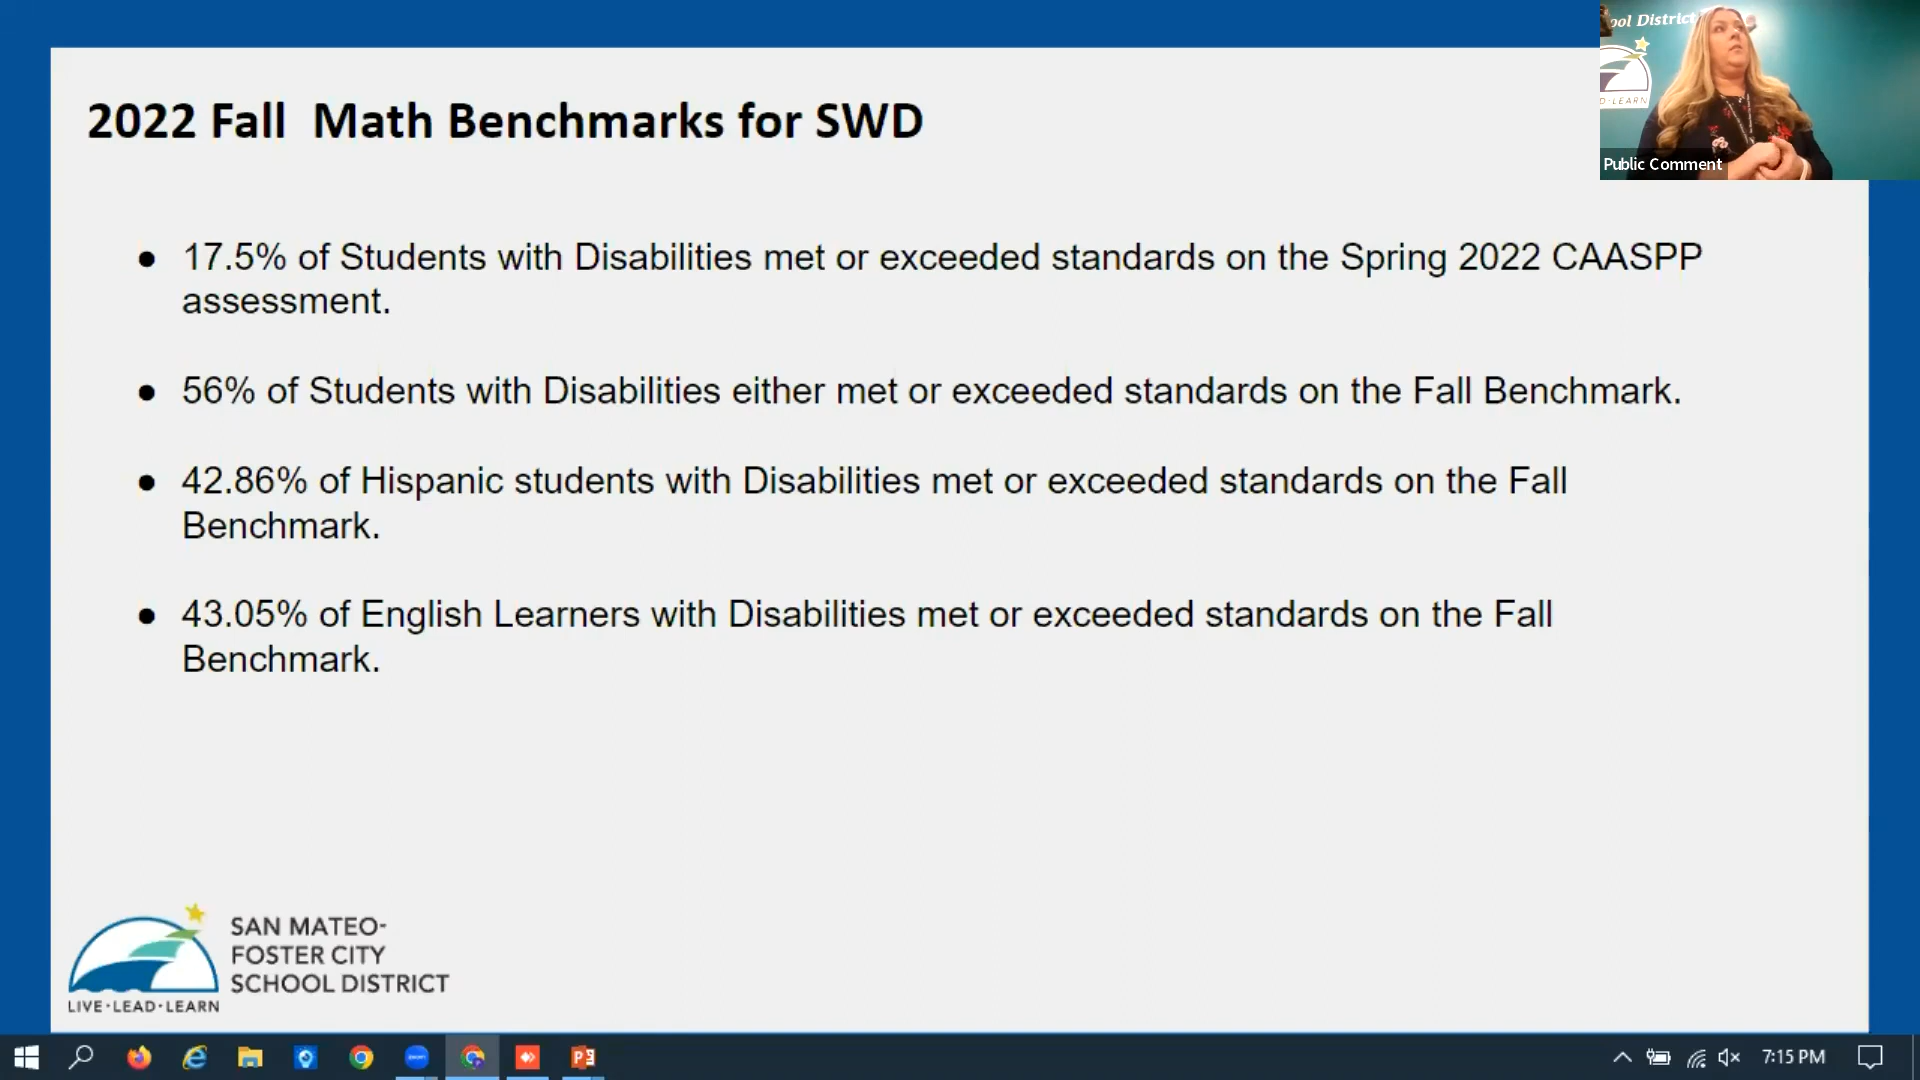 ool District
D·LEARN
Public Comment
2022 Fall  Math Benchmarks for SWD
● 17.5% of Students with Disabilities met or exceeded standards on the Spring 2022 CAASPP
assessment.
● 56% of Students with Disabilities either met or exceeded standards on the Fall Benchmark.
● 42.86% of Hispanic students with Disabilities met or exceeded standards on the Fall
Benchmark.
● 43.05% of English Learners with Disabilities met or exceeded standards on the Fall
Benchmark.
SAN MATEO-
FOSTER CITY
SCHOOL DISTRICT
LIVE·LEAD·LEARN
zoom
7:15 PM